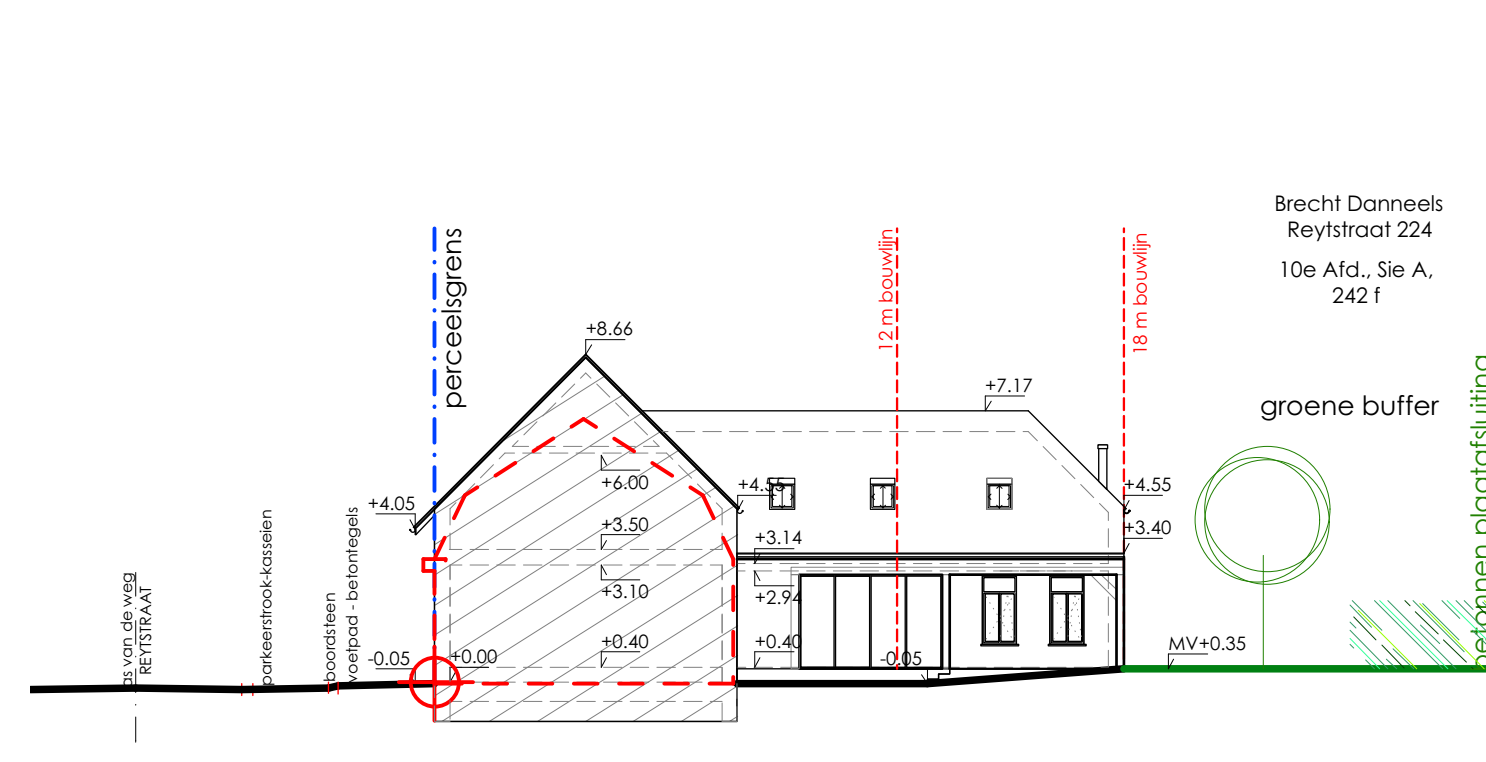 Brecht Danneels
Reytstraat 224
10e Afd., Sie A,
242 f
perceelsgrens
12 m bouwlijn
18 m bouwlijn
+8.66
+7.17
groene buffer
betonnen plaatafsluiting
+4.05
+6.00
+4.55
+4.55
+3.50
+3.14
+3.40
+3.10
+2.94
as van de weg
REYTSTRAAT
parkeerstrook-kasseien
boordsteen
voetpad - betontegels
-0.05
+0.00
+0.40
+0.40
-0.05
MV+0.35